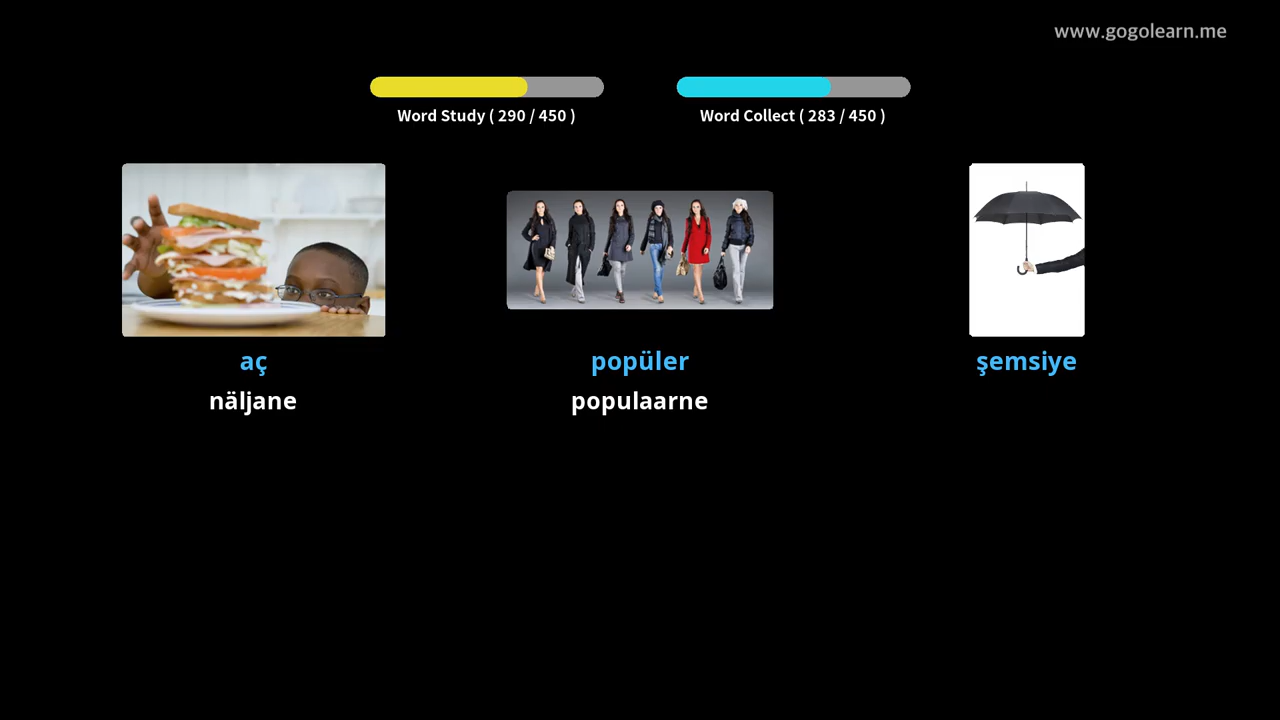 www.gogolearn.me
Word Study ( 290 / 450 )
Word Collect ( 283 / 450 )
aç
popüler
şemsiye
näljane
populaarne